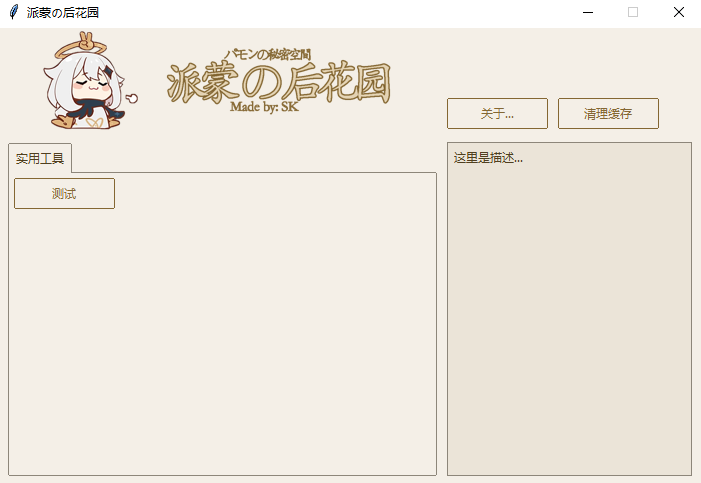 派蒙の后花园
パモンの秘密空間
派蒙の后花园
Made by: SK
关于...
清理缓存
实用工具
测试
这里是描述...